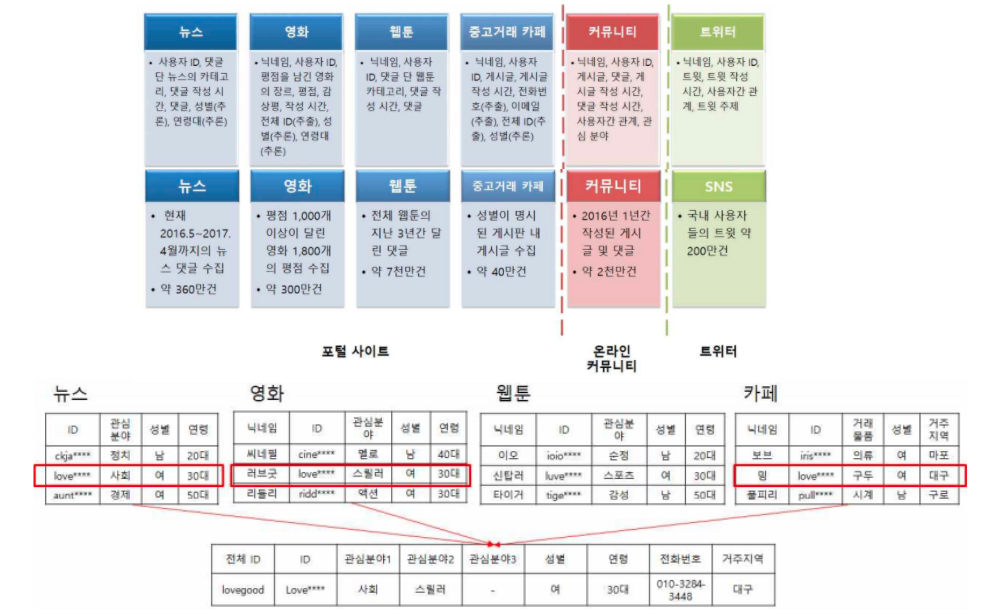 뉴스
• 사용자 ID, 댓글
단 뉴스의 카테고
리, 댓글 작성 시
간, 댓글, 성별(추
론), 연령대(추론)
영화
• 닉네임, 사용자 ID,
평점을 남긴 영화
의 장르, 평점, 감
상평, 작성 시간,
전체 ID(추출), 성
별(추론), 연령대
(추론)
웹툰
• 닉네임, 사용자
ID, 댓글 단 웹툰
카테고리, 댓글 작
성 시간, 댓글
중고거래 카페
• 닉네임, 사용자
ID, 게시글, 게시글
작성 시간, 전화번
호(추출), 이메일
(추출), 전체 ID(추
출), 성별(추론)
커뮤니티
• 닉네임, 사용자 ID,
게시글, 댓글, 게
시글 작성 시간,
댓글 작성 시간,
사용자간 관계, 관
심 분야
트위터
• 닉네임, 사용자 ID,
트윗, 트윗 작성
시간, 사용자간 관
계, 트윗 주제
뉴스
• 현재
2016.5~2017.
4월까지의 뉴
스 댓글 수집
• 약 360만건
영화
• 평점 1,000개
이상이 달린
영화 1,800개
의 평점 수집
• 약 300만건
웹툰
• 전체 웹툰의
지난 3년간 달
린 댓글
• 약 7천만건
중고거래 카페
• 성별이 명시
된 게시판 내
게시글 수집
• 약 40만건
커뮤니티
• 2016년 1년간
작성된 게시
글 및 댓글
• 약 2천만건
SNS
• 국내 사용자
들의 트윗 약
200만건
포털 사이트
온라인
커뮤니티
트위터
뉴스
ID 관심
분야 성별 연령
ckja**** 정치 남 20대
love**** 사회 여 30대
aunt**** 경제 여 50대
영화
닉네임 ID 관심분
야 성별 연령
씨네필 cine**** 멜로 남 40대
러브굿 love**** 스릴러 여 30대
리돌리 ridd**** 액션 여 30대
웹툰
닉네임 ID 관심분
야 성별 연령
이오 ioio**** 순정 남 20대
신탑러 luve**** 스포츠 여 30대
타이거 tige**** 감성 남 50대
카페
닉네임 ID 거래
물품 성별 거주
지역
보브 iris**** 의류 여 마포
밍 love**** 구두 여 대구
풀피리 pull**** 시계 남 구로
전체 ID ID 관심분야1 관심분야2 관심분야3 성별 연령 전화번호 거주지역
lovegood Love**** 사회 스릴러 - 여 30대 010-3284-
3448 대구